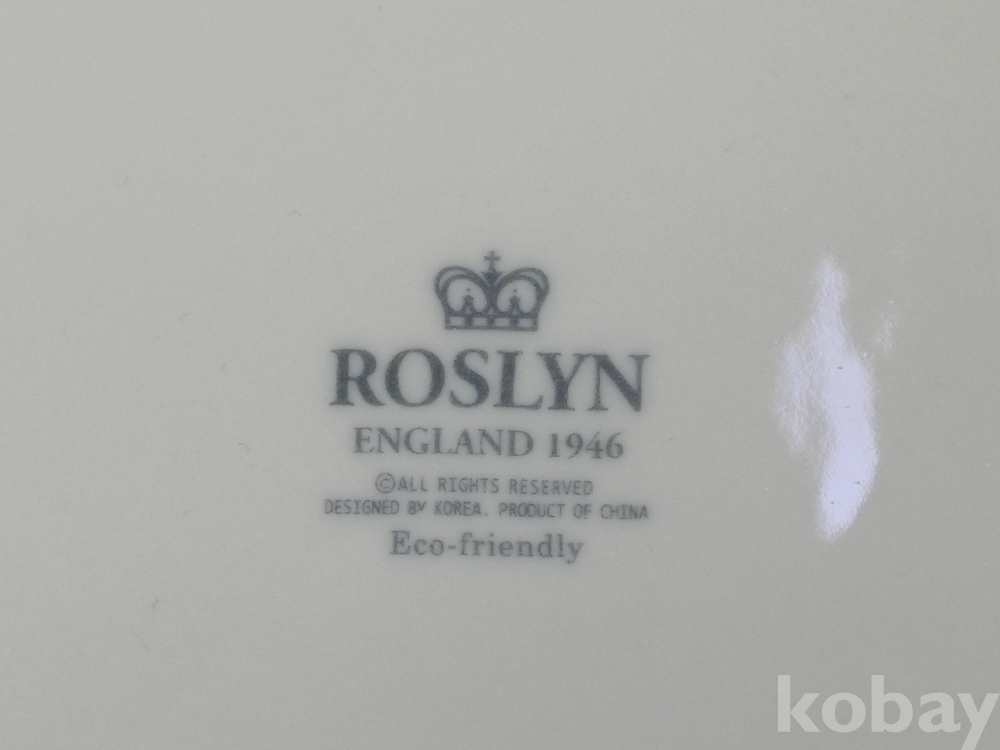 ROSLYN
ENGLAND 1946
©ALL RIGHTS RESERVED
DESIGNED BY KOREA. PRODUCT OF CHINA
Eco-friendly
kobay